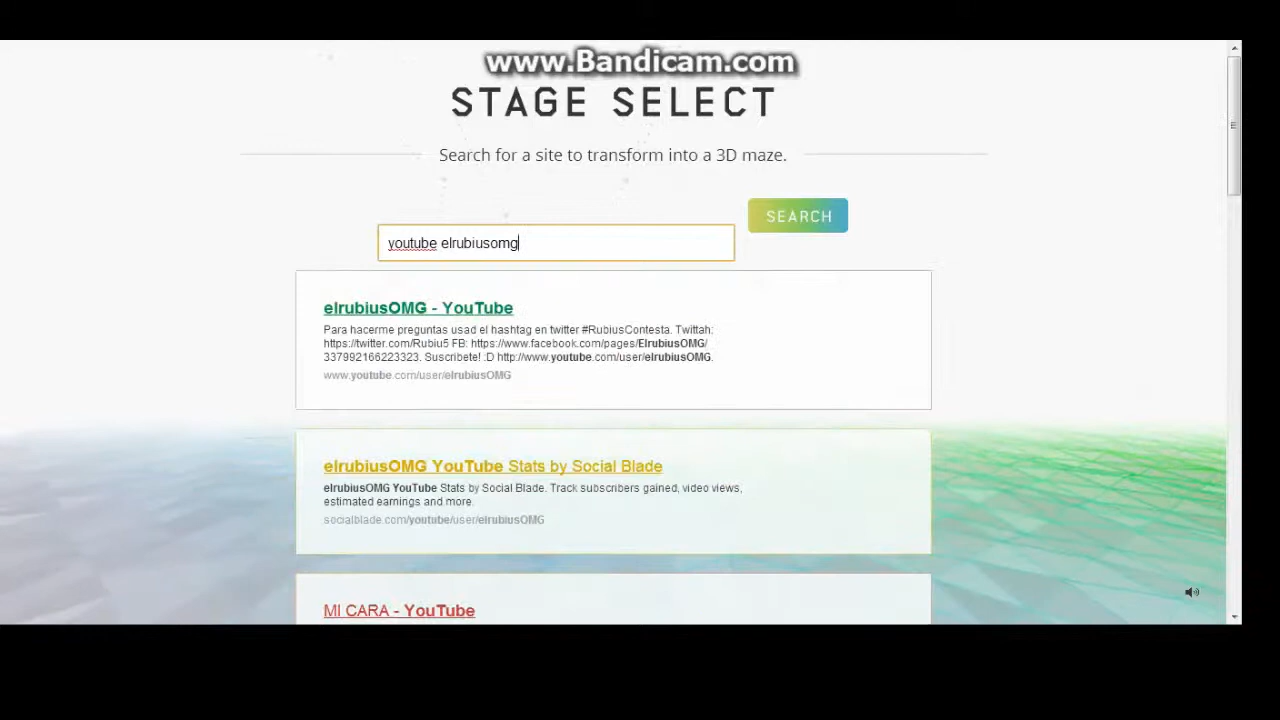 www.Bandicam.com
STAGE SELECT
Search for a site to transform into a 3D maze.
SEARCH
youtube elrubiusomg
elrubiusOMG - YouTube
Para hacerme preguntas usad el hashtag en twitter #RubiusContesta. Twittah:
https://twitter.com/Rubiu5 FB: https://www.facebook.com/pages/ElrubiusOMG/
337992166223323. Suscribete! :D http://www.youtube.com/user/elrubiusOMG.
www.youtube.com/user/elrubiusOMG
elrubiusOMG YouTube Stats by Social Blade
elrubiusOMG YouTube Stats by Social Blade. Track subscribers gained, video views,
estimated earnings and more.
socialblade.com/youtube/user/elrubiusOMG
MI CARA - YouTube